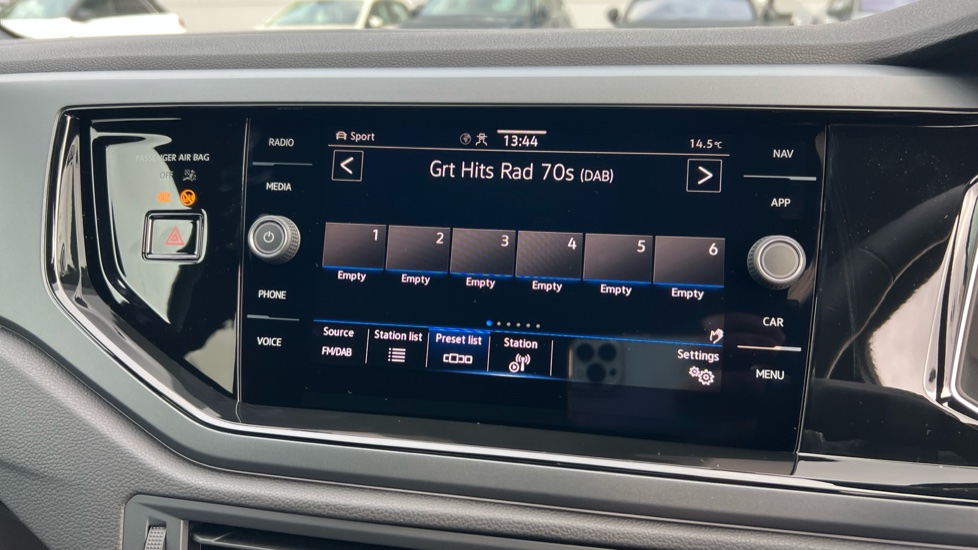 PASSENGER AIR BAG
OFF
RADIO
MEDIA
PHONE
VOICE
Sport
13:44
14.5°C
Grt Hits Rad 70s (DAB)
1 2 3 4 5 6
Empty Empty Empty Empty Empty Empty
Source Station list Preset list Station Settings
FM/DAB
NAV
APP
CAR
MENU